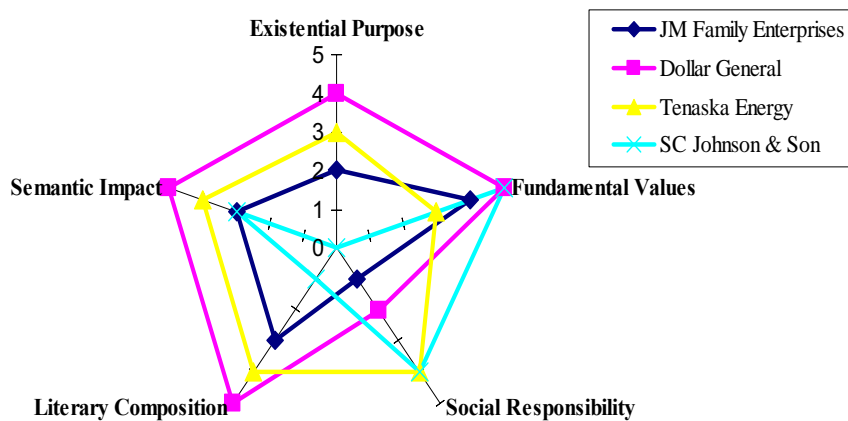 Existential Purpose
JM Family Enterprises
Dollar General
Tenaska Energy
SC Johnson & Son
5
4
3
2
1
0
Semantic Impact
Fundamental Values
Literary Composition
Social Responsibility